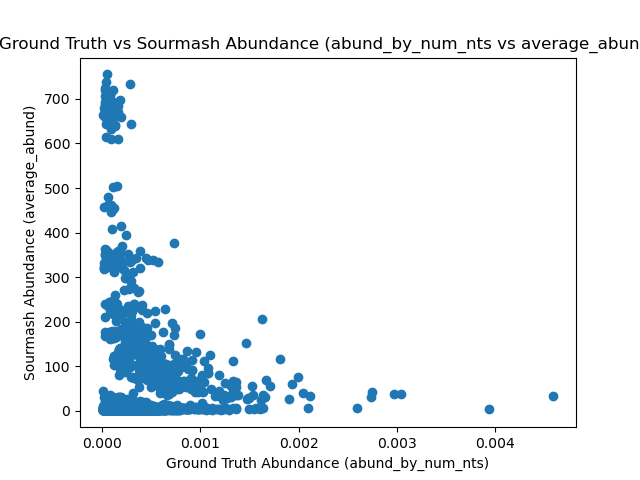 Ground Truth vs Sourmash Abundance (abund_by_num_nts vs average_abun
700
600
500
400
300
200
100
0
Sourmash Abundance (average_abund)
0.000 0.001 0.002 0.003 0.004
Ground Truth Abundance (abund_by_num_nts)